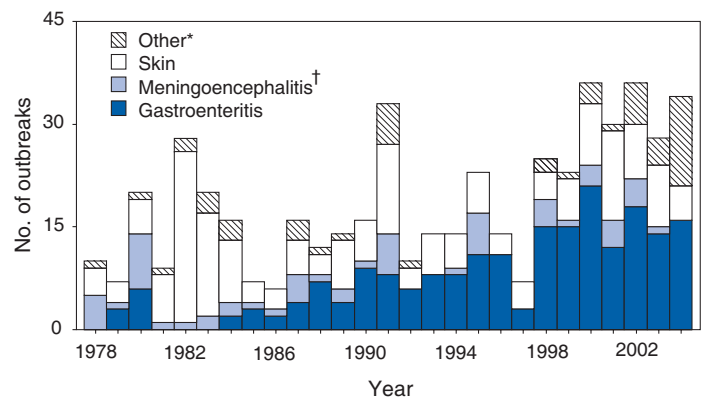 45
30
15
0
No. of outbreaks
Other*
Skin
Meningoencephalitis†
Gastroenteritis
1978 1982 1986 1990 1994 1998 2002
Year